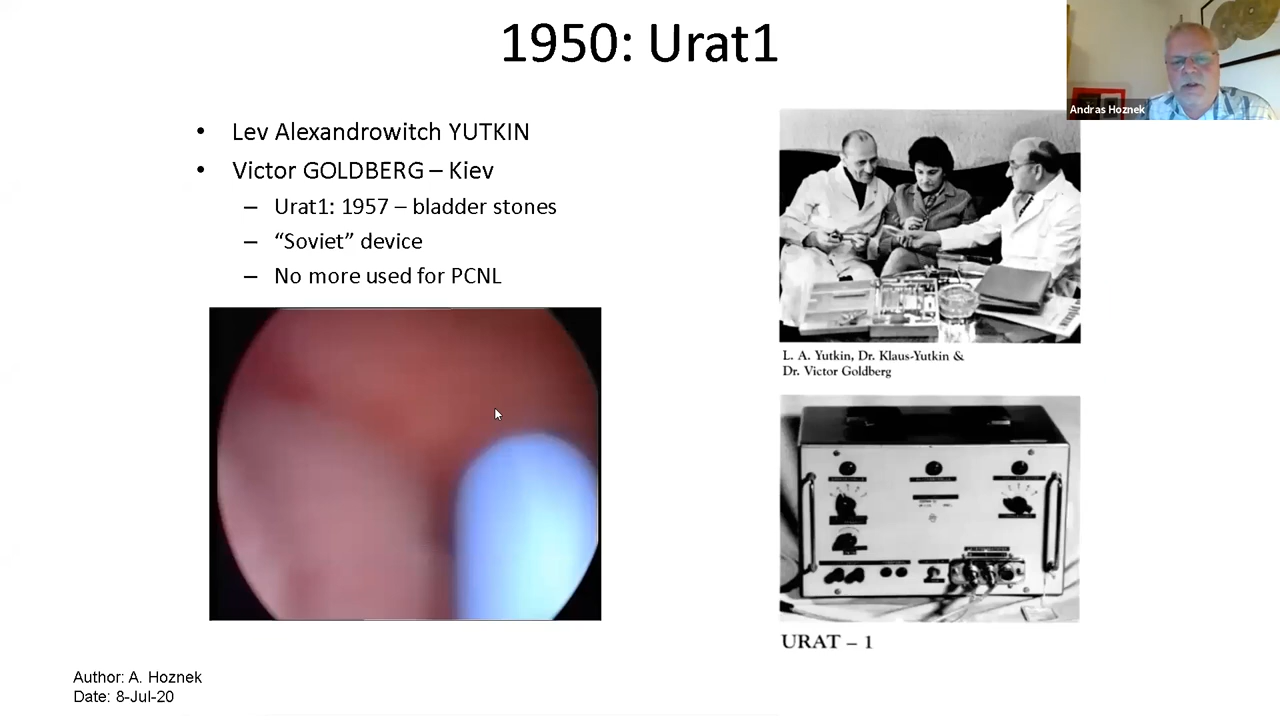 1950: Urat1
Andras Hoznek
• Lev Alexandrowitch YUTKIN
• Victor GOLDBERG – Kiev
– Urat1: 1957 – bladder stones
– “Soviet” device
– No more used for PCNL
L. A. Yutkin, Dr. Klaus-Yutkin &
Dr. Victor Goldberg
URAT – 1
Author: A. Hoznek
Date: 8-Jul-20